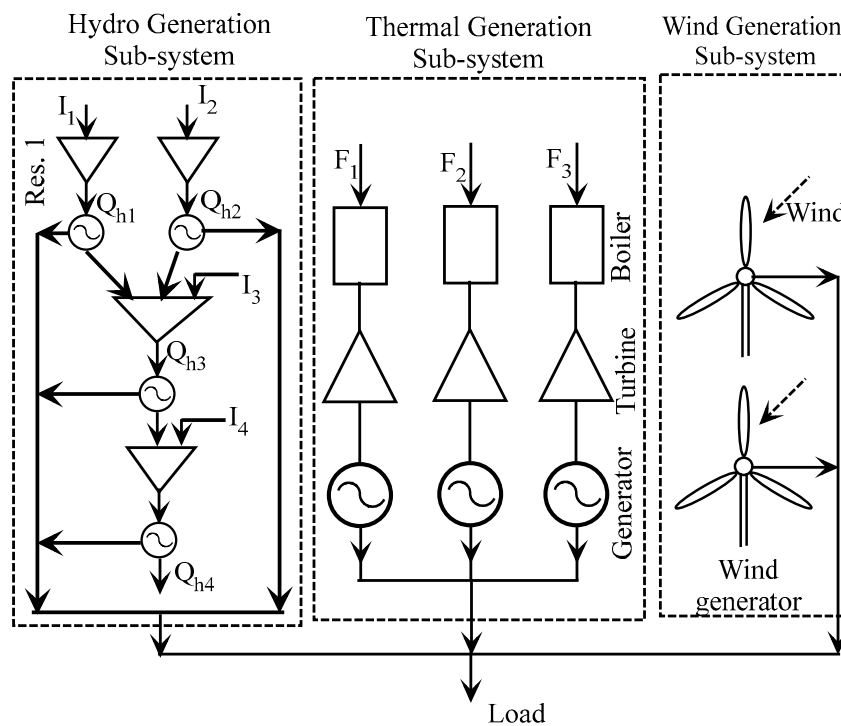 Hydro Generation
Sub-system
Thermal Generation
Sub-system
Wind Generation
Sub-system
I1
I2
Res. 1
Qh1
Qh2
I3
Qh3
I4
Qh4
F1
F2
F3
Boiler
Turbine
Generator
Wind
Wind
generator
Load